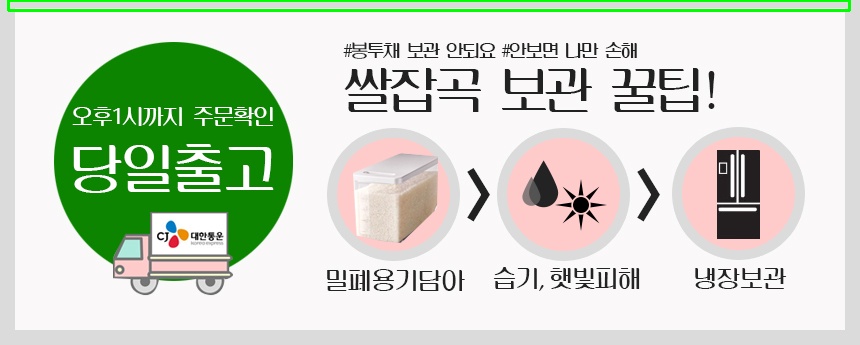 오후1시까지 주문확인
당일출고
CJ 대한통운
#봉투채 보관 안되요 #안보면 나만 손해
쌀잡곡 보관 꿀팁!
밀폐용기담아
습기, 햇빛피해
냉장보관